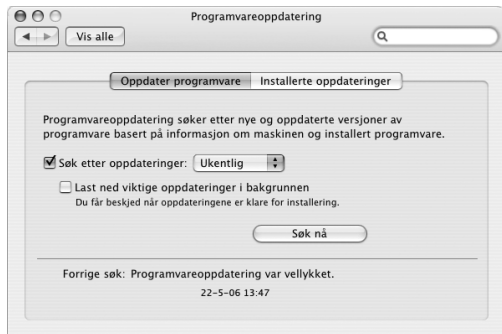 Programvareoppdatering
Vis alle
Oppdater programvare Installerte oppdateringer
Programvareoppdatering søker etter nye og oppdaterte versjoner av
programvare basert på informasjon om maskinen og installert programvare.
Søk etter oppdateringer: Ukentlig
Last ned viktige oppdateringer i bakgrunnen
Du får beskjed når oppdateringene er klare for installering.
Søk nå
Forrige søk: Programvareoppdatering var vellykket.
22-5-06 13:47